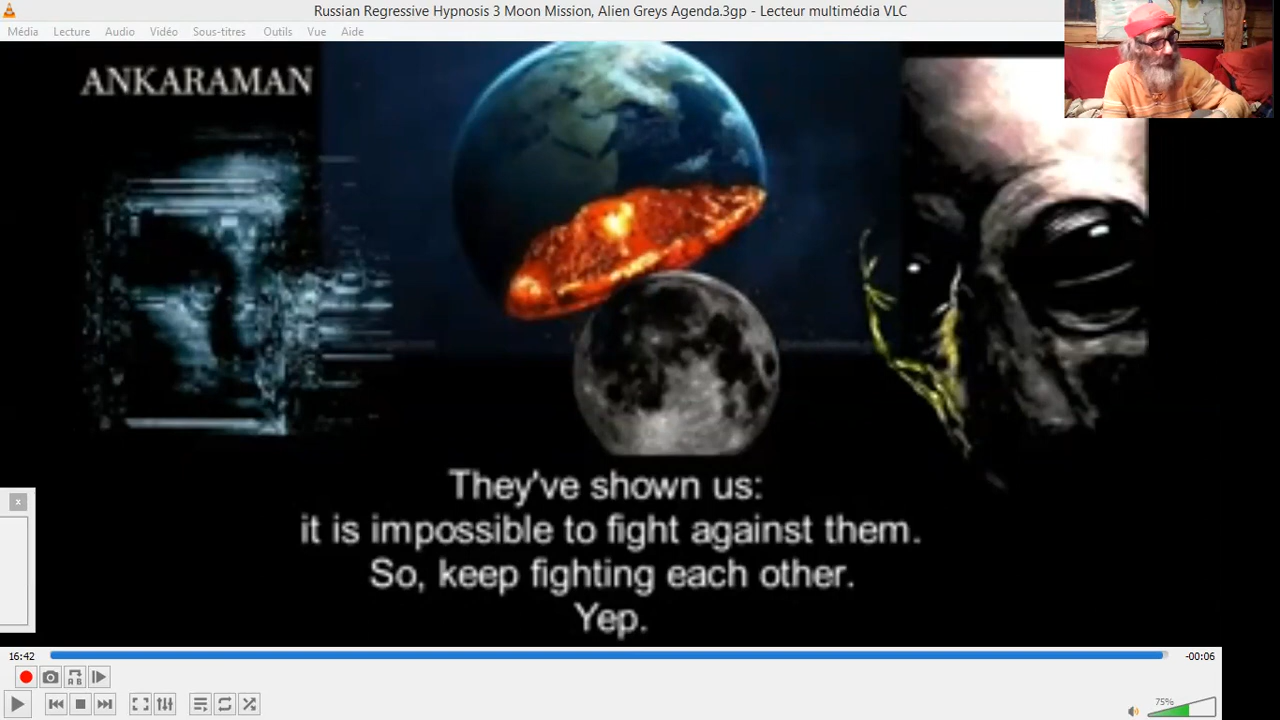 Russian Regressive Hypnosis 3 Moon Mission, Alien Greys Agenda.3gp - Lecteur multimédia VLC
Média Lecture Audio Vidéo Sous-titres Outils Vue Aide
ANKARAMAN
They've shown us:
it is impossible to fight against them.
So, keep fighting each other.
Yep.
x
16:42 -00:06
A B
75%